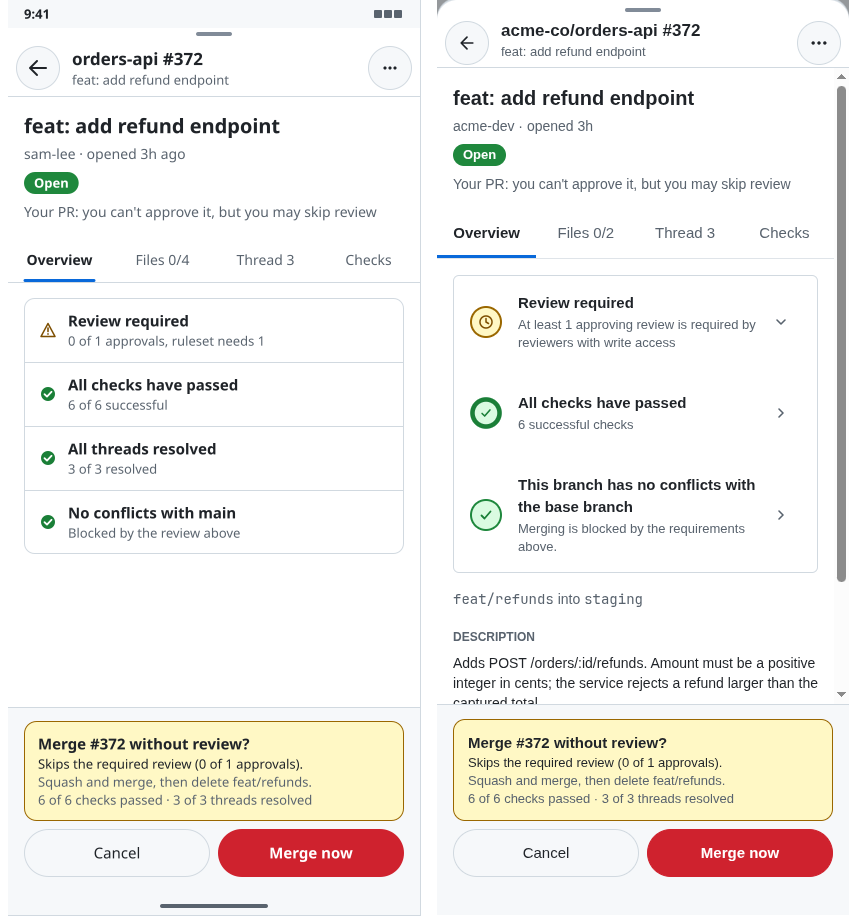 9:41
orders-api #372
feat: add refund endpoint
feat: add refund endpoint
sam-lee · opened 3h ago
Open
Your PR: you can't approve it, but you may skip review
Overview Files 0/4 Thread 3 Checks
Review required
0 of 1 approvals, ruleset needs 1
All checks have passed
6 of 6 successful
All threads resolved
3 of 3 resolved
No conflicts with main
Blocked by the review above
Merge #372 without review?
Skips the required review (0 of 1 approvals).
Squash and merge, then delete feat/refunds.
6 of 6 checks passed · 3 of 3 threads resolved
Cancel Merge now
acme-co/orders-api #372
feat: add refund endpoint
feat: add refund endpoint
acme-dev · opened 3h
Open
Your PR: you can't approve it, but you may skip review
Overview Files 0/2 Thread 3 Checks
Review required
At least 1 approving review is required by
reviewers with write access
All checks have passed
6 successful checks
This branch has no conflicts with
the base branch
Merging is blocked by the requirements
above.
feat/refunds into staging
DESCRIPTION
Adds POST /orders/:id/refunds. Amount must be a positive
integer in cents; the service rejects a refund larger than the
captured total
Merge #372 without review?
Skips the required review (0 of 1 approvals).
Squash and merge, then delete feat/refunds.
6 of 6 checks passed · 3 of 3 threads resolved
Cancel Merge now